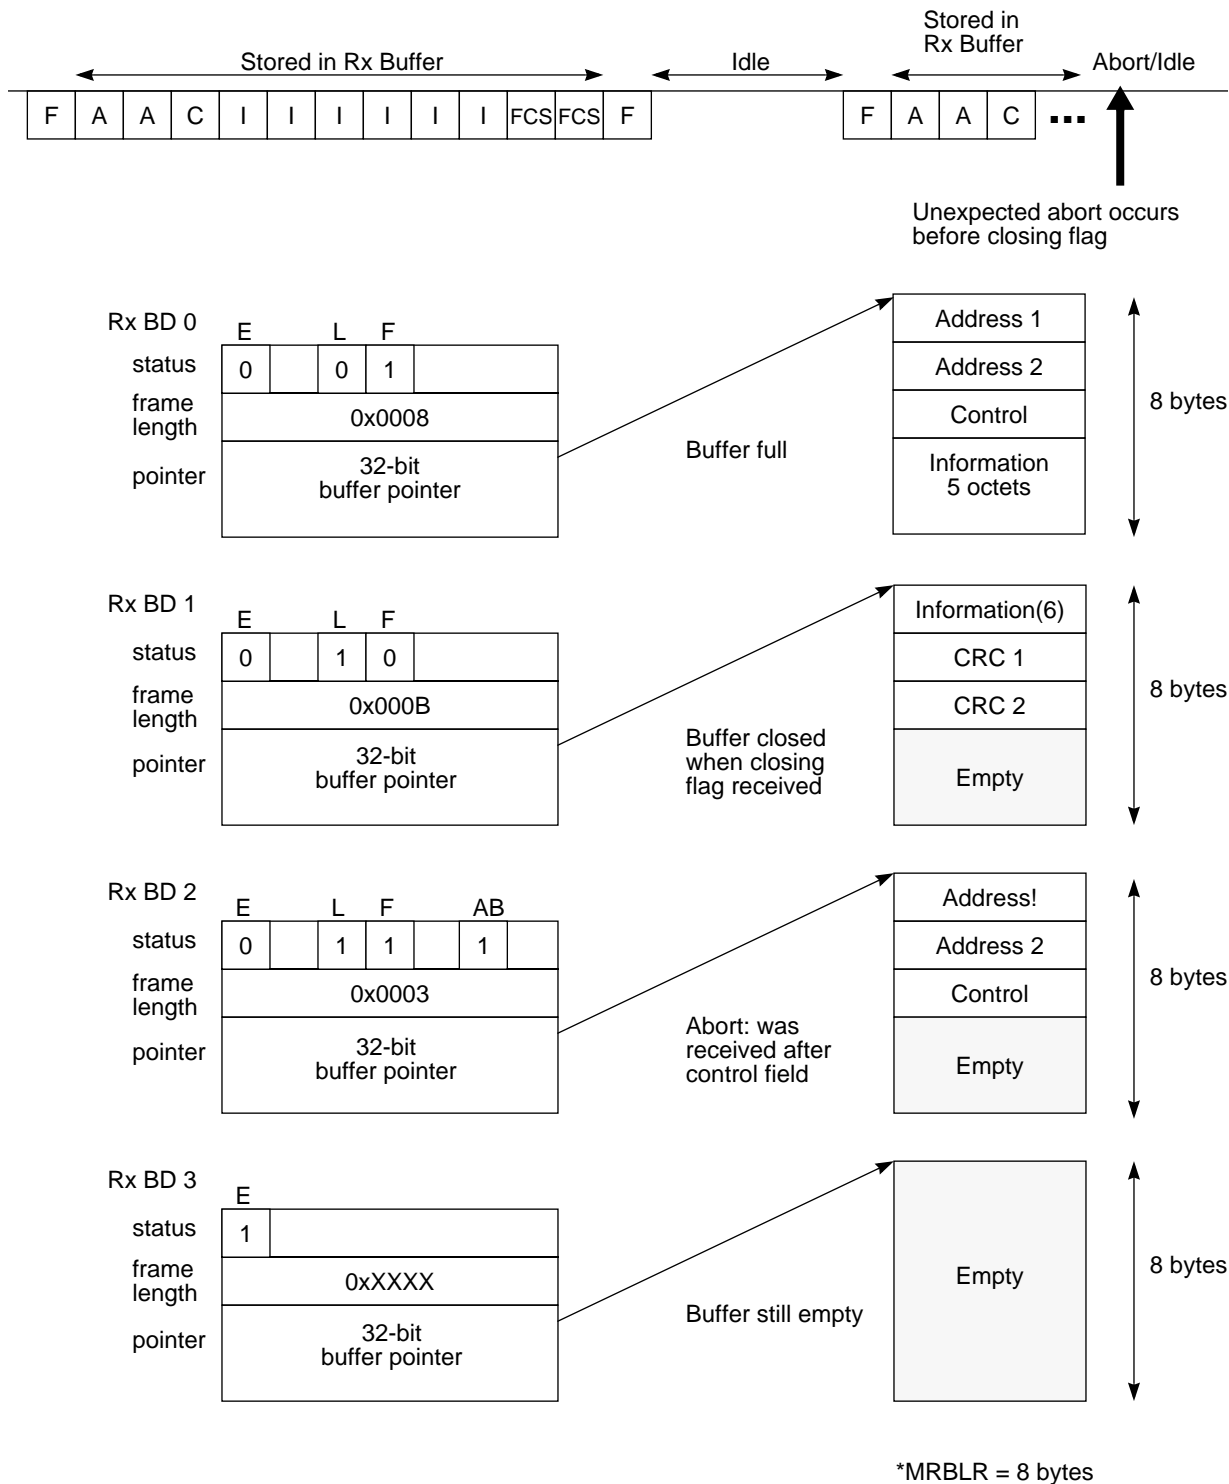 Stored in
Rx Buffer
Stored in Rx Buffer
Idle
Abort/Idle
F A A C I I I I I I FCS FCS F
F A A C ...
Unexpected abort occurs
before closing flag
Rx BD 0
E L F
status
0 0 1
frame
length
0x0008
pointer
32-bit
buffer pointer
Buffer full
Address 1
Address 2
Control
Information
5 octets
8 bytes
Rx BD 1
E L F
status
0 1 0
frame
length
0x000B
pointer
32-bit
buffer pointer
Buffer closed
when closing
flag received
Information(6)
CRC 1
CRC 2
Empty
8 bytes
Rx BD 2
E L F AB
status
0 1 1 1
frame
length
0x0003
pointer
32-bit
buffer pointer
Abort: was
received after
control field
Address!
Address 2
Control
Empty
8 bytes
Rx BD 3
E
status
1
frame
length
0xXXXX
pointer
32-bit
buffer pointer
Buffer still empty
Empty
8 bytes
*MRBLR = 8 bytes